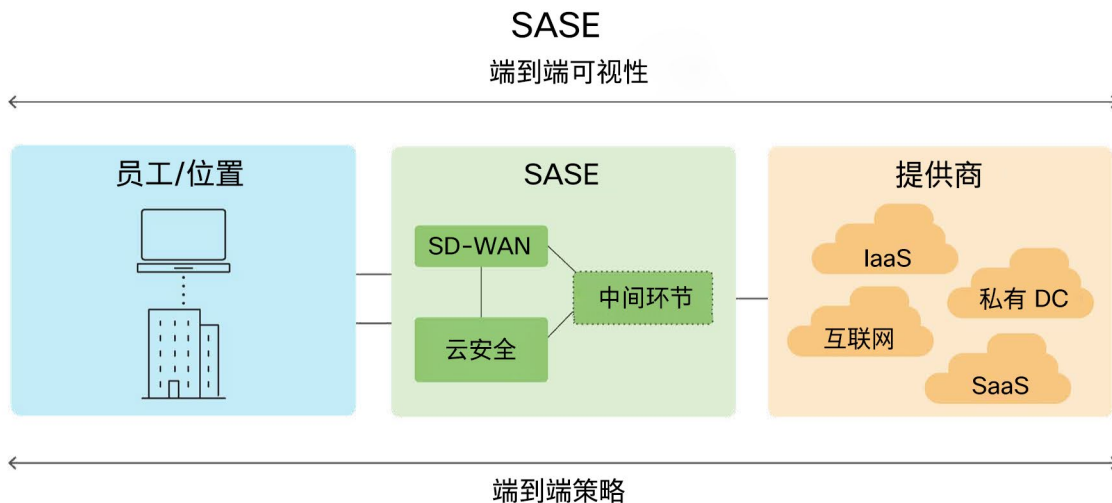 SASE
端到端可视性
员工/位置
SASE
SD-WAN
云安全
中间环节
提供商
IaaS
私有 DC
互联网
SaaS
端到端策略